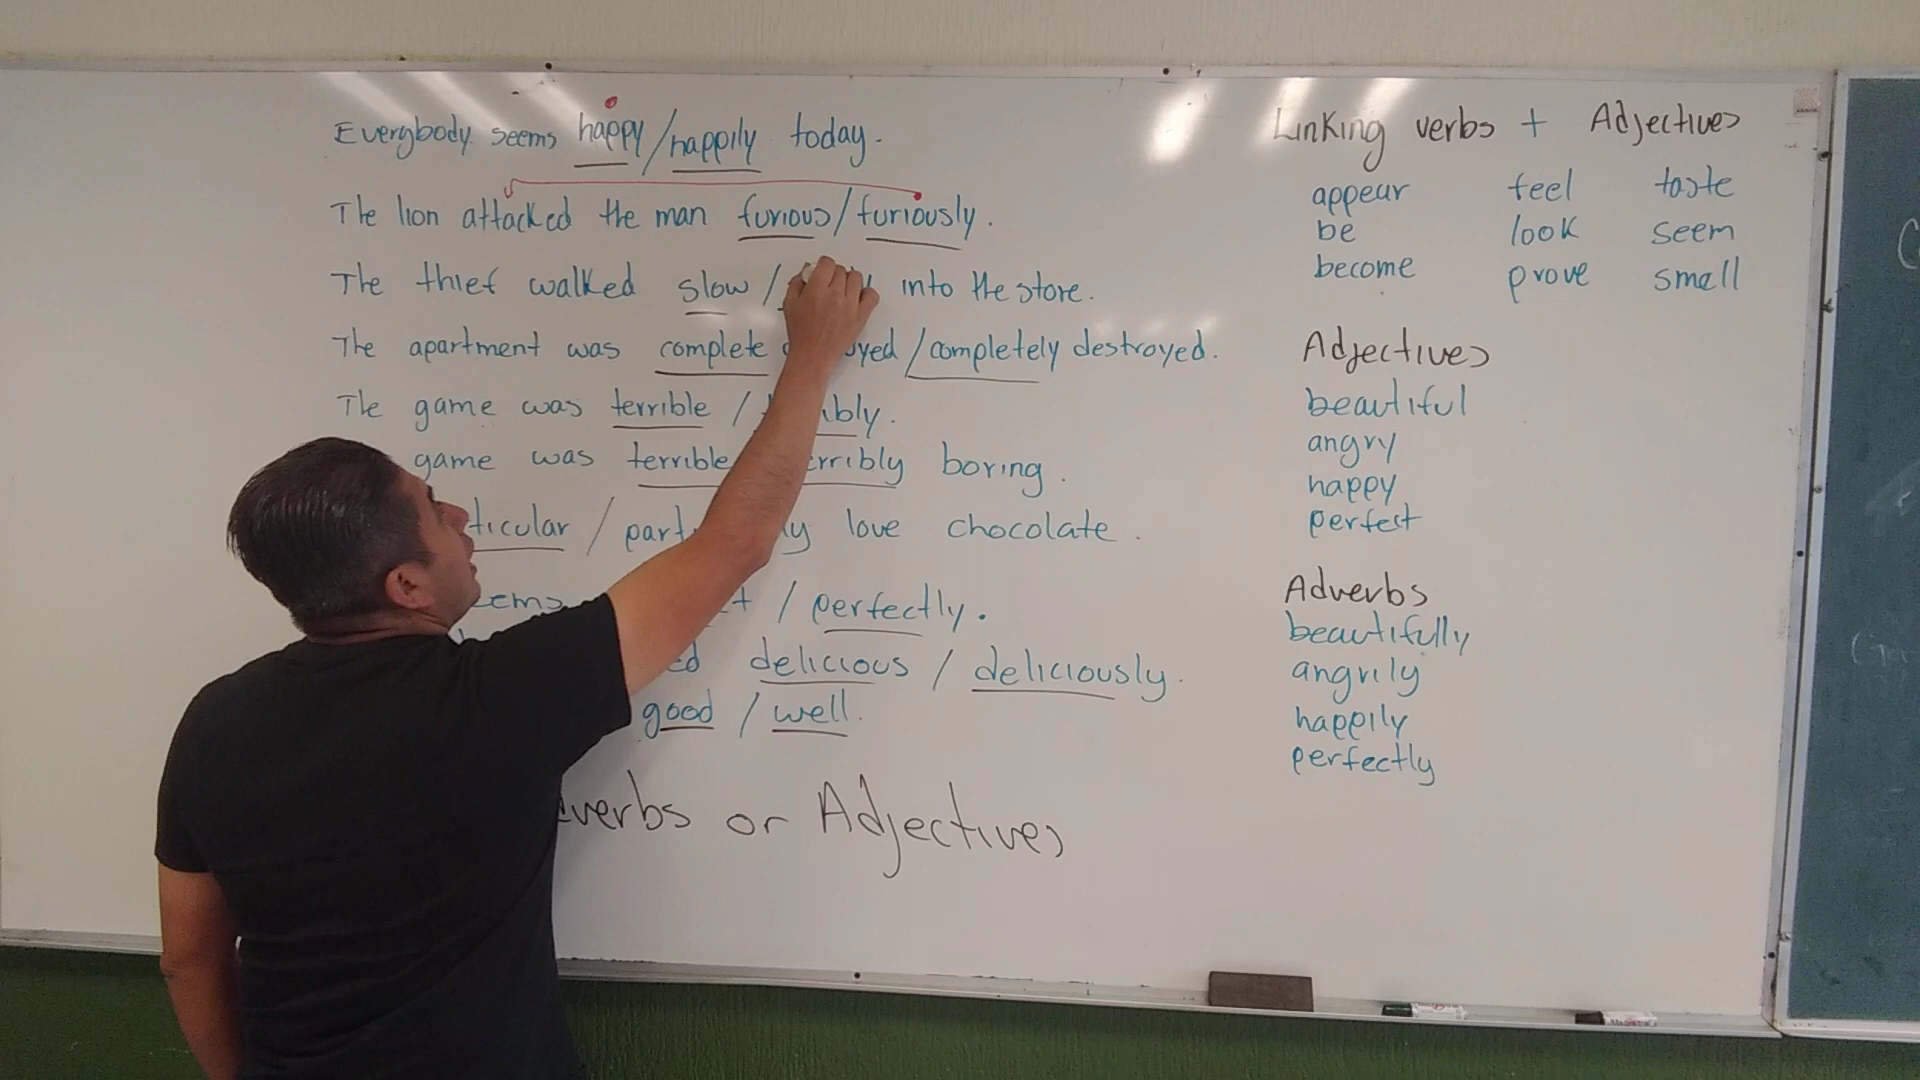 Everybody seems happy / happily today.
The lion attacked the man furious / furiously.
The thief walked slow / into the store.
The apartment was complete / completely destroyed.
The game was terrible /
game was terrible boring.
/ love chocolate.
/ perfectly.
delicious / deliciously.
good / well.
or Adjectives
Linking verbs + Adjectives
appear feel taste
be look seem
become prove smell
Adjectives
beautiful
angry
happy
perfect
Adverbs
beautifully
angrily
happily
perfectly